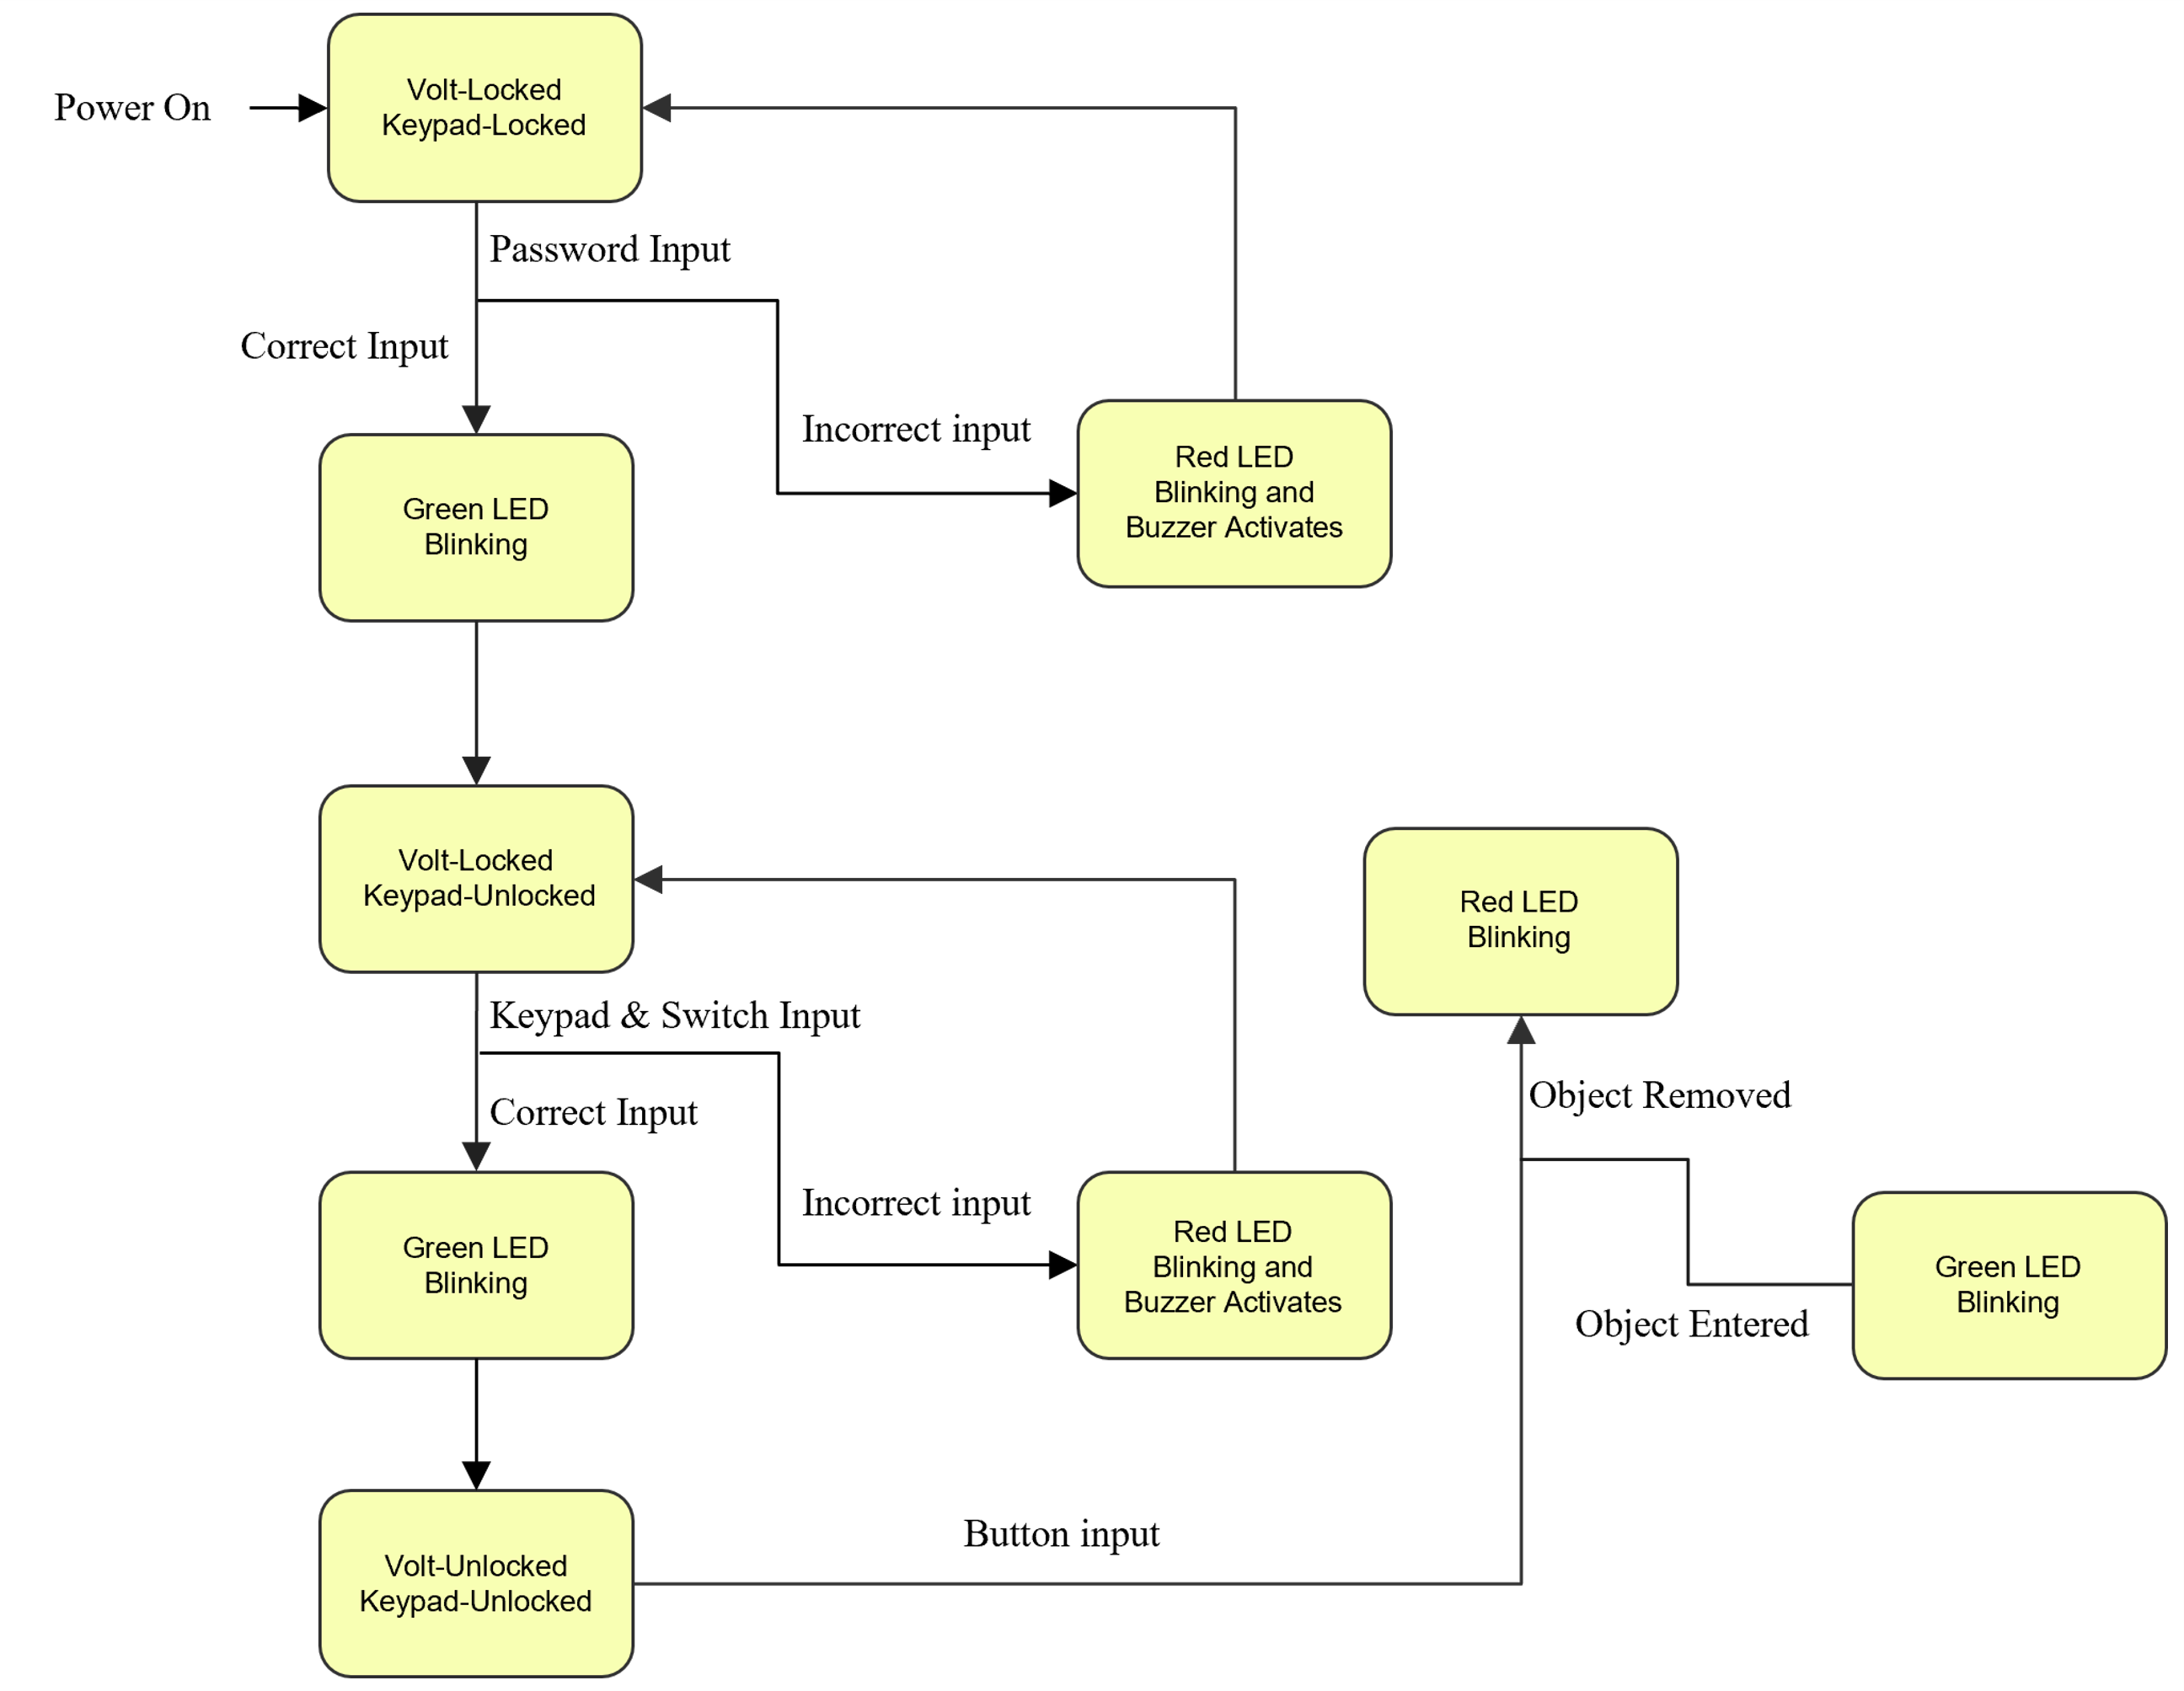 Power On
Volt-Locked
Keypad-Locked
Password Input
Correct Input
Incorrect input
Red LED
Blinking and
Buzzer Activates
Green LED
Blinking
Volt-Locked
Keypad-Unlocked
Red LED
Blinking
Keypad & Switch Input
Object Removed
Correct Input
Incorrect input
Red LED
Blinking and
Buzzer Activates
Green LED
Blinking
Green LED
Blinking
Object Entered
Button input
Volt-Unlocked
Keypad-Unlocked